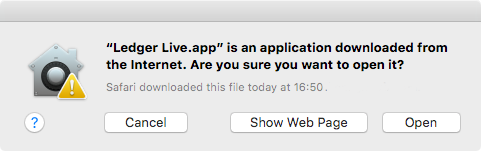 “Ledger Live.app” is an application downloaded from
the Internet. Are you sure you want to open it?
Safari downloaded this file today at 16:50.
? Cancel Show Web Page Open